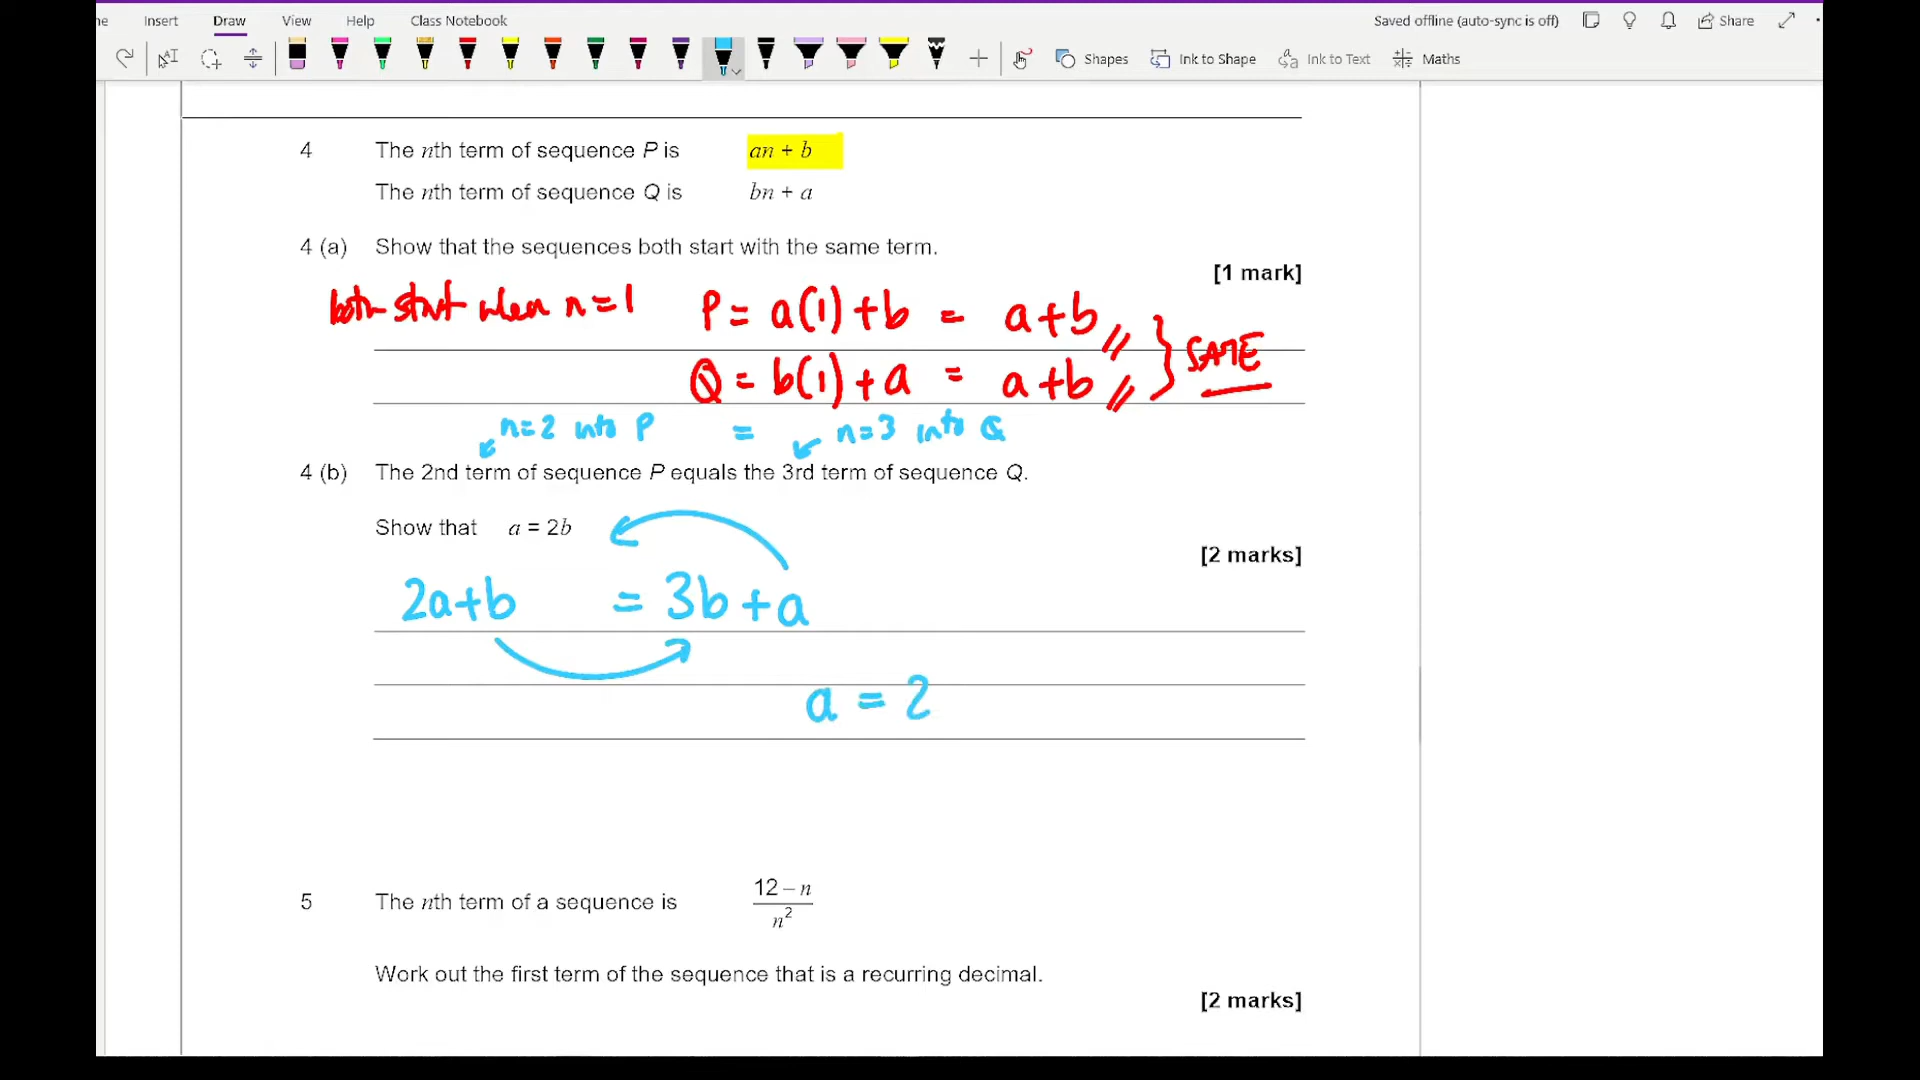 Insert Draw View Help Class Notebook Saved offline (auto-sync is off) Share
Shapes Ink to Shape Ink to Text Maths
4 The nth term of sequence P is an + b
The nth term of sequence Q is bn + a
4 (a) Show that the sequences both start with the same term.
[1 mark]
both start when n=1 P = a(1)+b = a+b
SAME
Q = b(1)+a = a+b
n=2 into P = n=3 into Q
4 (b) The 2nd term of sequence P equals the 3rd term of sequence Q.
Show that a = 2b
[2 marks]
2a+b = 3b+a
a = 2
5 The nth term of a sequence is 12 – n / n²
Work out the first term of the sequence that is a recurring decimal.
[2 marks]